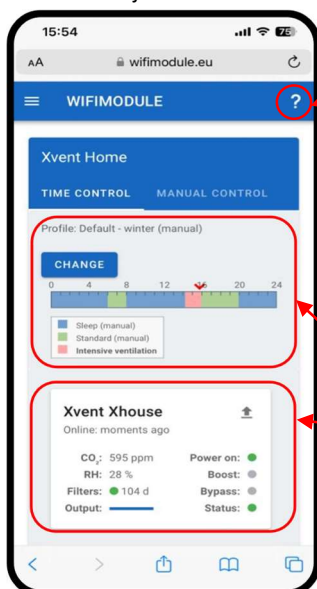 15:54
75
AA wifimodule.eu
WIFIMODULE ?
Xvent Home
TIME CONTROL MANUAL CONTROL
Profile: Default - winter (manual)
CHANGE
0 4 8 12 16 20 24
Sleep (manual)
Standard (manual)
Intensive ventilation
Xvent Xhouse
Online: moments ago
CO₂: 595 ppm Power on:
RH: 28 % Boost:
Filters: 104 d Bypass:
Output: Status: